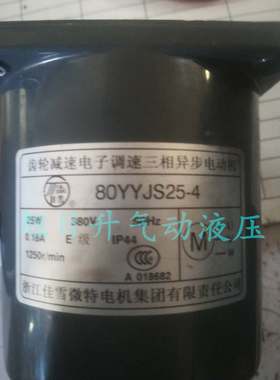 齿轮减速电子调速三相异步电动机
80YYJS25-4
25W 380V Hz
升气动液压
0.16A E 级 IP44
1250r/min
M
CCC
A 018682
浙江佳雪微特电机集团有限责任公司